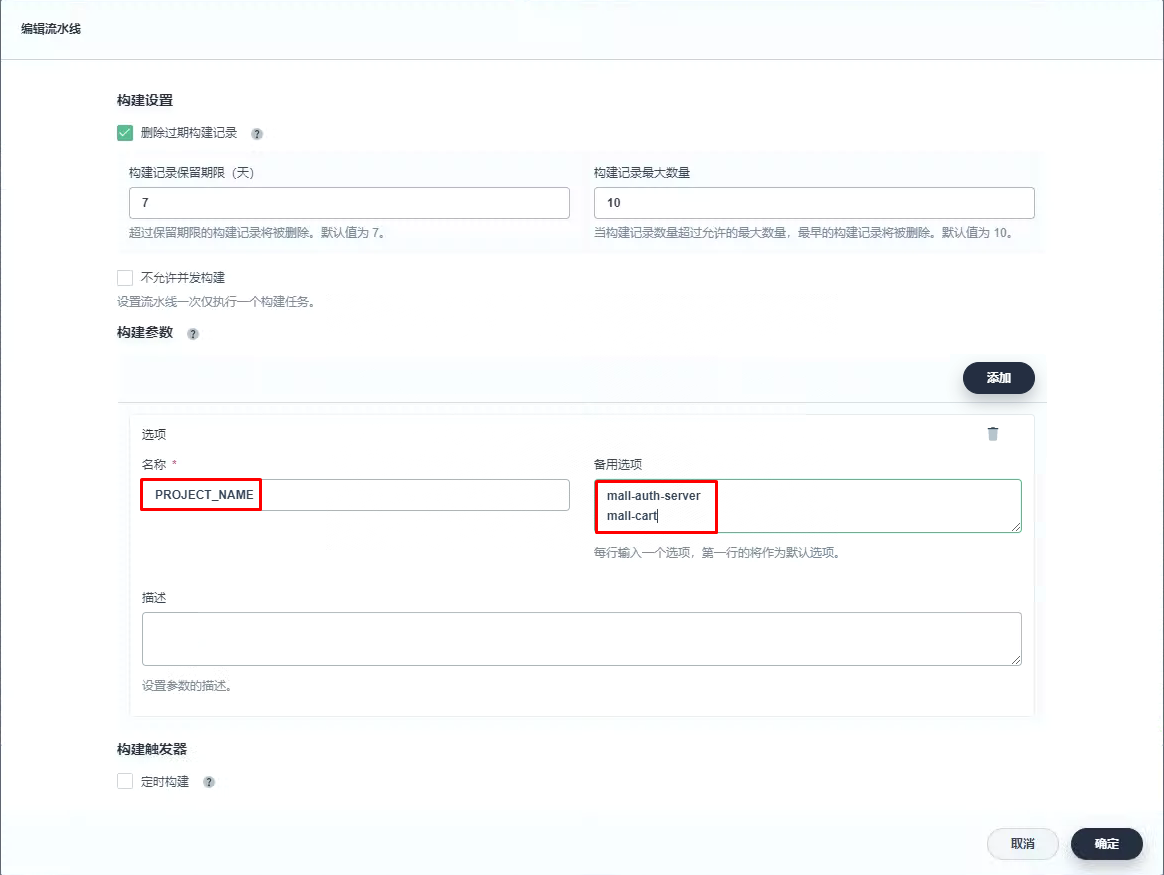 编辑流水线
构建设置
删除过期构建记录 ?
构建记录保留期限（天）
构建记录最大数量
7
10
超过保留期限的构建记录将被删除。默认值为 7。
当构建记录数量超过允许的最大数量，最早的构建记录将被删除。默认值为 10。
不允许并发构建
设置流水线一次仅执行一个构建任务。
构建参数 ?
添加
选项
名称 *
备用选项
PROJECT_NAME
mall-auth-server
mall-cart
每行输入一个选项，第一行的将作为默认选项。
描述
设置参数的描述。
构建触发器
定时构建 ?
取消
确定